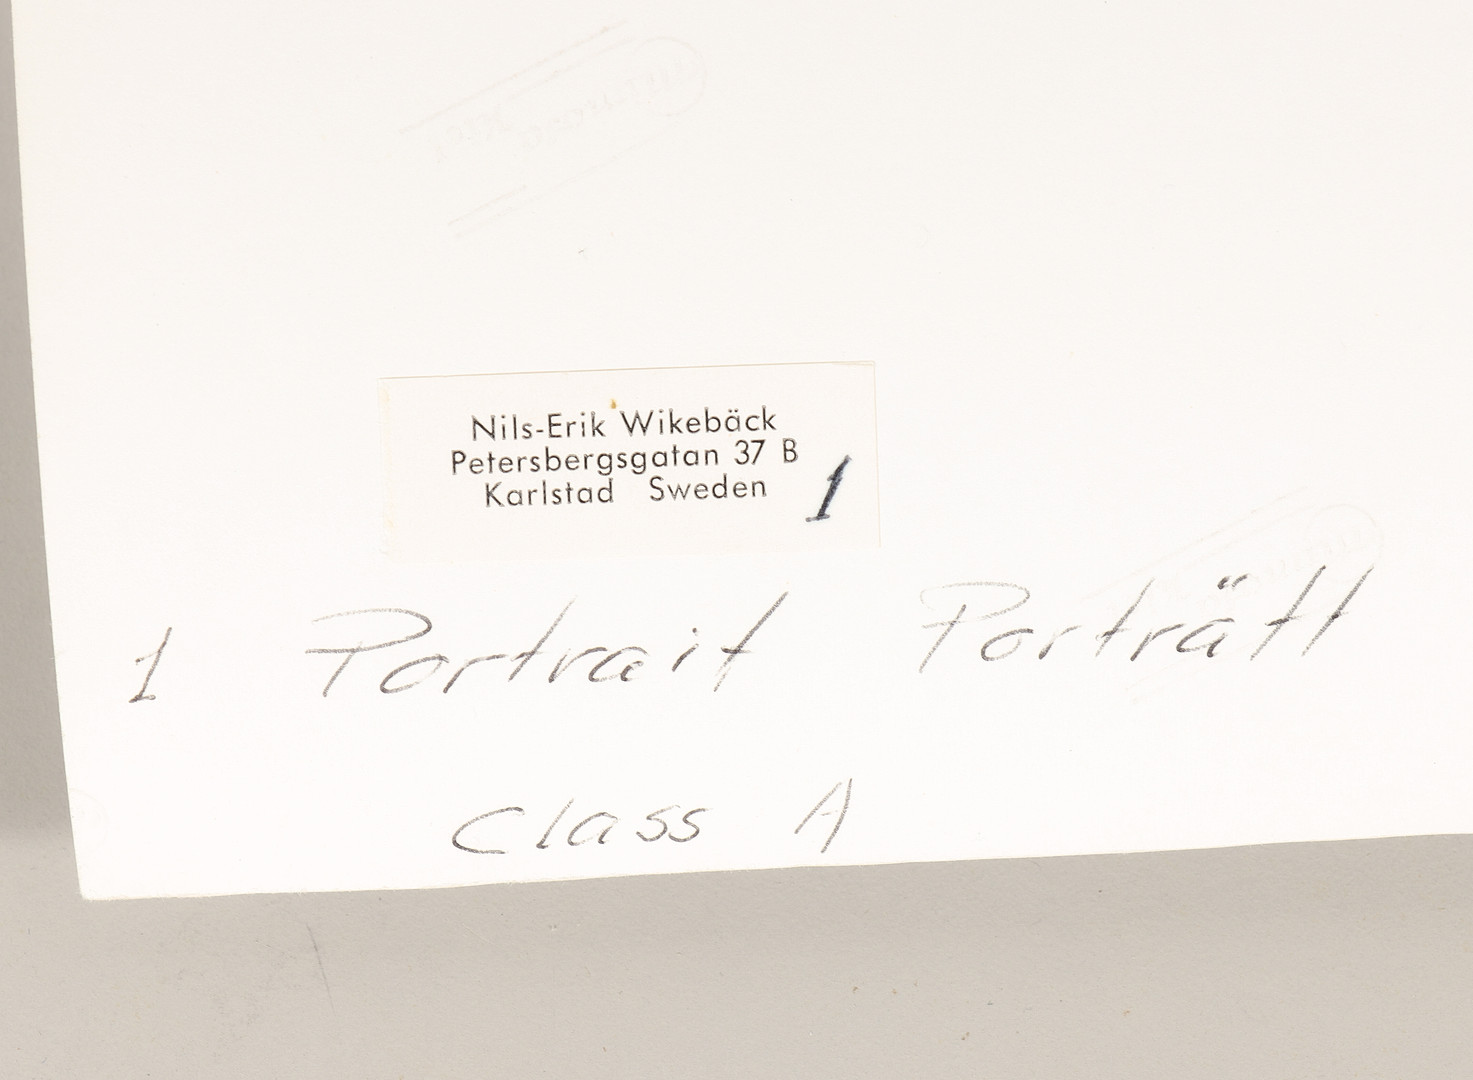 Nils-Erik Wikebäck
Petersbergsgatan 37 B
Karlstad Sweden
1
1 Portrait Porträtt
Class A